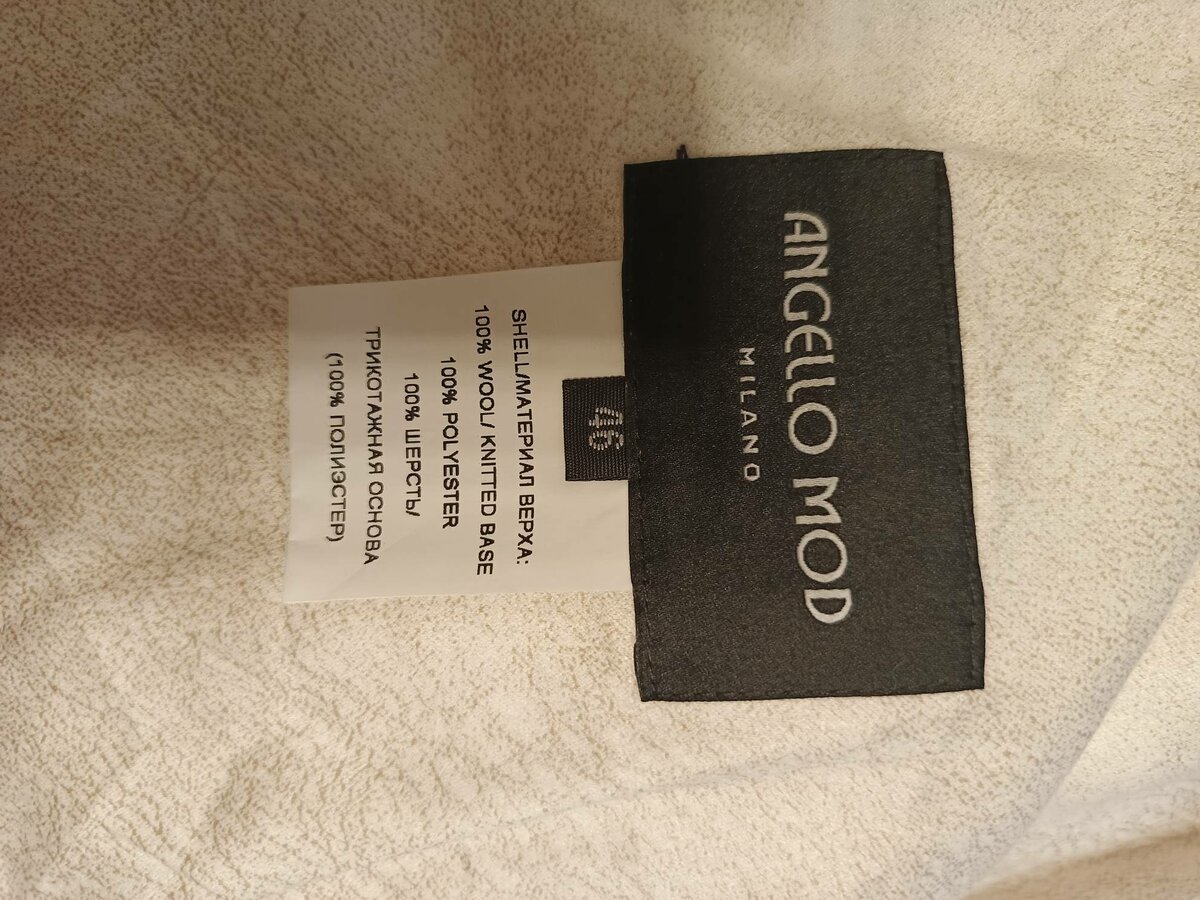 ANGELLO MOD
MILANO
46
SHELL/МАТЕРИАЛ ВЕРХА:
100% WOOL/ KNITTED BASE
100% POLYESTER
100% ШЕРСТЬ/
ТРИКОТАЖНАЯ ОСНОВА
(100% ПОЛИЭСТЕР)